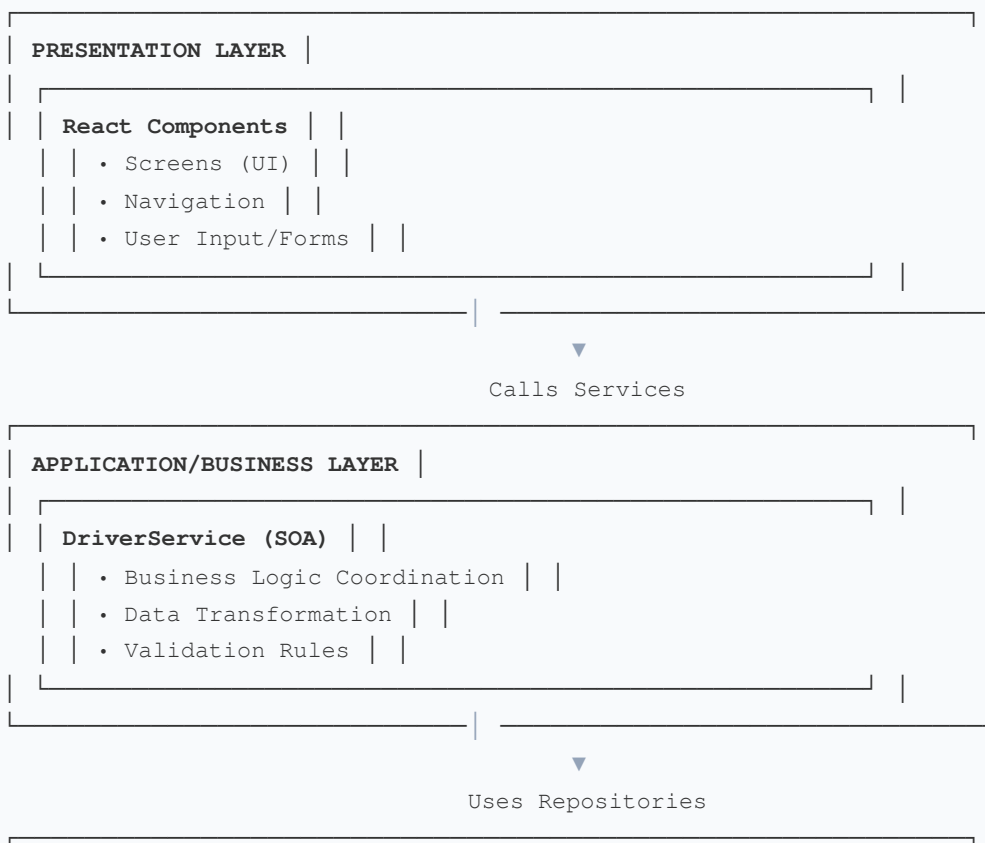 PRESENTATION LAYER
React Components
• Screens (UI)
• Navigation
• User Input/Forms
▼
Calls Services
APPLICATION/BUSINESS LAYER
DriverService (SOA)
• Business Logic Coordination
• Data Transformation
• Validation Rules
▼
Uses Repositories